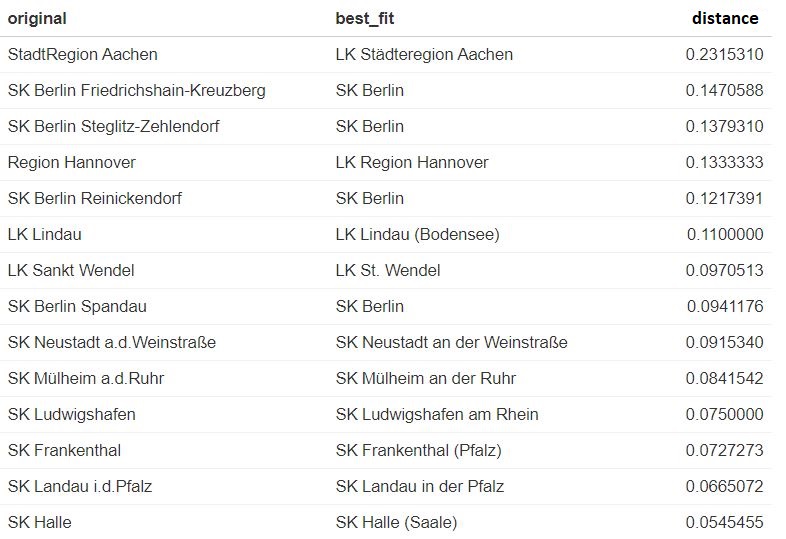 original best_fit distance
StadtRegion Aachen LK Städteregion Aachen 0.2315310
SK Berlin Friedrichshain-Kreuzberg SK Berlin 0.1470588
SK Berlin Steglitz-Zehlendorf SK Berlin 0.1379310
Region Hannover LK Region Hannover 0.1333333
SK Berlin Reinickendorf SK Berlin 0.1217391
LK Lindau LK Lindau (Bodensee) 0.1100000
LK Sankt Wendel LK St. Wendel 0.0970513
SK Berlin Spandau SK Berlin 0.0941176
SK Neustadt a.d.Weinstraße SK Neustadt an der Weinstraße 0.0915340
SK Mülheim a.d.Ruhr SK Mülheim an der Ruhr 0.0841542
SK Ludwigshafen SK Ludwigshafen am Rhein 0.0750000
SK Frankenthal SK Frankenthal (Pfalz) 0.0727273
SK Landau i.d.Pfalz SK Landau in der Pfalz 0.0665072
SK Halle SK Halle (Saale) 0.0545455